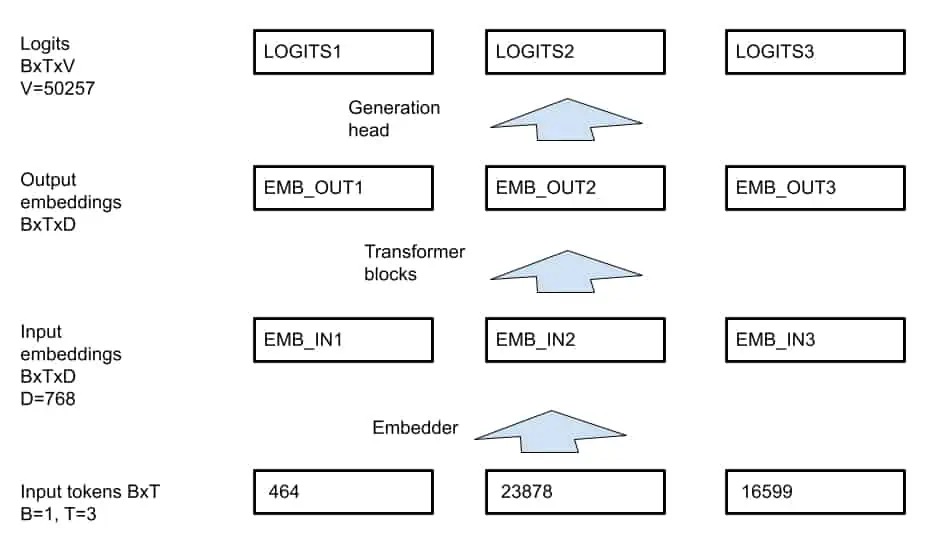 Logits
BxTxV
V=50257
LOGITS1
LOGITS2
LOGITS3
Generation
head
Output
embeddings
BxTxD
EMB_OUT1
EMB_OUT2
EMB_OUT3
Transformer
blocks
Input
embeddings
BxTxD
D=768
EMB_IN1
EMB_IN2
EMB_IN3
Embedder
Input tokens BxT
B=1, T=3
464
23878
16599